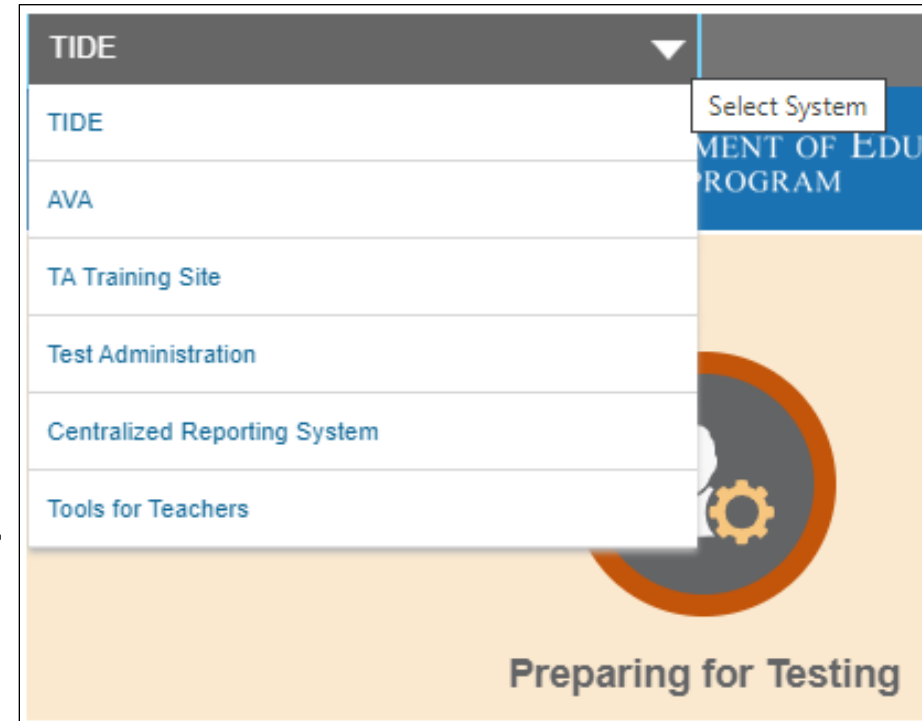 TIDE
Select System
TIDE
MENT OF EDU
PROGRAM
AVA
TA Training Site
Test Administration
Centralized Reporting System
Tools for Teachers
Preparing for Testing